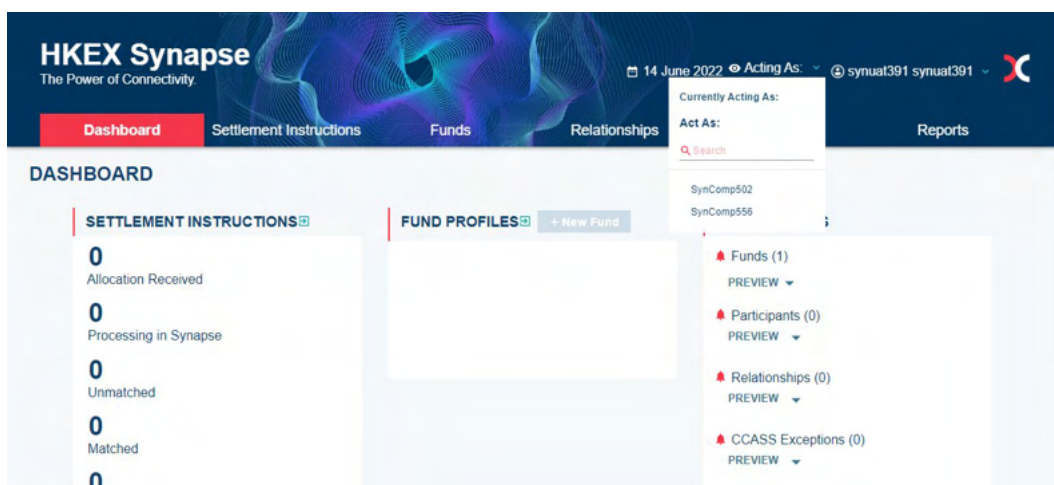 HKEX Synapse
The Power of Connectivity.
14 June 2022 Acting As: synuat391 synuat391
Currently Acting As:
Act As:
Search
SynComp502
SynComp556
Dashboard Settlement Instructions Funds Relationships Reports
DASHBOARD
SETTLEMENT INSTRUCTIONS
0
Allocation Received
0
Processing in Synapse
0
Unmatched
0
Matched
0
FUND PROFILES + New Fund
Funds (1)
PREVIEW
Participants (0)
PREVIEW
Relationships (0)
PREVIEW
CCASS Exceptions (0)
PREVIEW